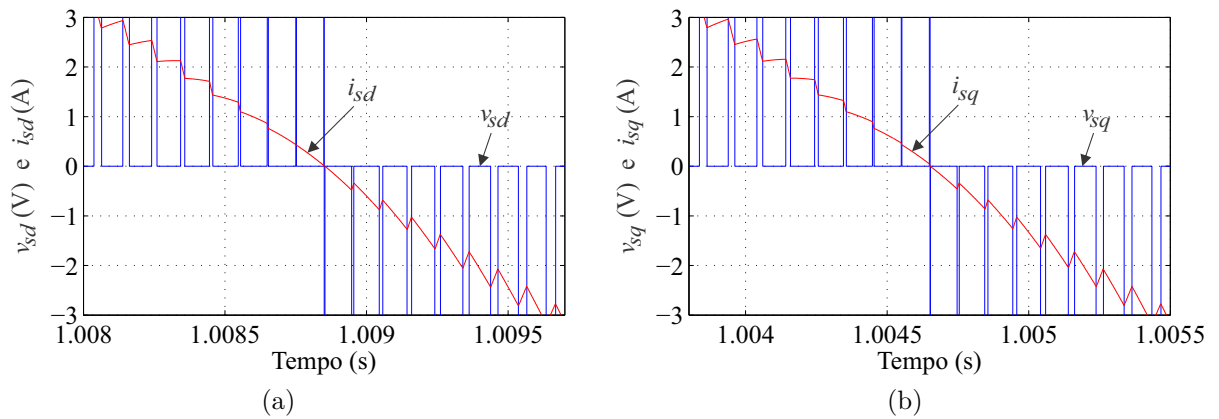 3
2
1
0
−1
−2
−3
1.008
1.0085
1.009
1.0095
v_sd (V) e i_sd (A)
Tempo (s)
i_sd
v_sd
(a)
3
2
1
0
−1
−2
−3
1.004
1.0045
1.005
1.0055
v_sq (V) e i_sq (A)
Tempo (s)
i_sq
v_sq
(b)